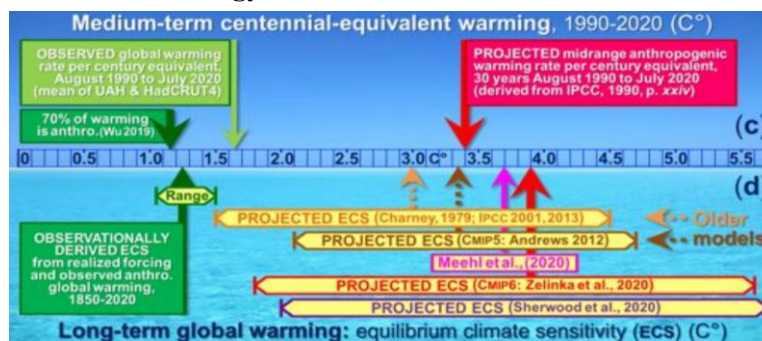 Medium-term centennial-equivalent warming, 1990-2020 (C°)
OBSERVED global warming
rate per century equivalent,
August 1990 to July 2020
(mean of UAH & HadCRUT4)
PROJECTED midrange anthropogenic
warming rate per century equivalent,
30 years August 1990 to July 2020
(derived from IPCC, 1990, p. xxiv)
70% of warming
is anthro.(Wu 2019)
(c)
0 0.5 1.0 1.5 2.0 2.5 3.0 C° 3.5 4.0 4.5 5.0 5.5
(d)
Range
PROJECTED ECS (Charney, 1979; IPCC 2001, 2013)
Older
models
OBSERVATIONALLY
DERIVED ECS
from realized forcing
and observed anthro.
global warming,
1850-2020
PROJECTED ECS (CMIP5: Andrews 2012)
Meehl et al., (2020)
PROJECTED ECS (CMIP6: Zelinka et al., 2020)
PROJECTED ECS (Sherwood et al., 2020)
Long-term global warming: equilibrium climate sensitivity (ECS) (C°)